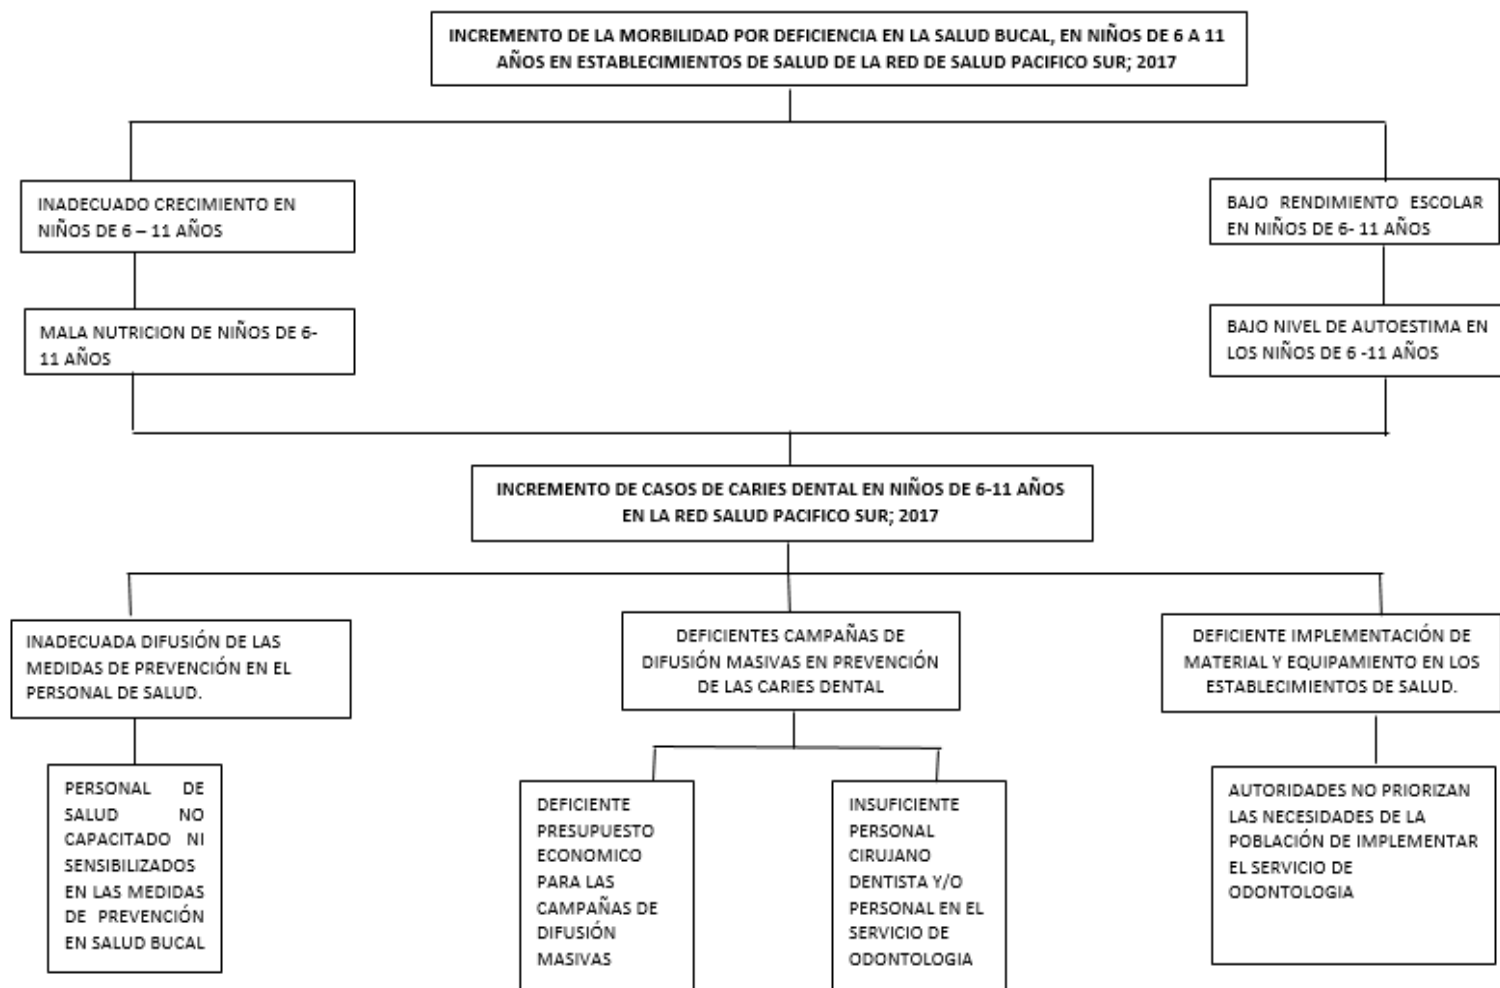 INCREMENTO DE LA MORBILIDAD POR DEFICIENCIA EN LA SALUD BUCAL, EN NIÑOS DE 6 A 11
AÑOS EN ESTABLECIMIENTOS DE SALUD DE LA RED DE SALUD PACIFICO SUR; 2017
INADECUADO CRECIMIENTO EN
NIÑOS DE 6 – 11 AÑOS
BAJO RENDIMIENTO ESCOLAR
EN NIÑOS DE 6- 11 AÑOS
MALA NUTRICION DE NIÑOS DE 6-
11 AÑOS
BAJO NIVEL DE AUTOESTIMA EN
LOS NIÑOS DE 6 -11 AÑOS
INCREMENTO DE CASOS DE CARIES DENTAL EN NIÑOS DE 6-11 AÑOS
EN LA RED SALUD PACIFICO SUR; 2017
INADECUADA DIFUSIÓN DE LAS
MEDIDAS DE PREVENCIÓN EN EL
PERSONAL DE SALUD.
DEFICIENTES CAMPAÑAS DE
DIFUSIÓN MASIVAS EN PREVENCIÓN
DE LAS CARIES DENTAL
DEFICIENTE IMPLEMENTACIÓN DE
MATERIAL Y EQUIPAMIENTO EN LOS
ESTABLECIMIENTOS DE SALUD.
PERSONAL DE
SALUD NO
CAPACITADO NI
SENSIBILIZADOS
EN LAS MEDIDAS
DE PREVENCIÓN
EN SALUD BUCAL
DEFICIENTE
PRESUPUESTO
ECONOMICO
PARA LAS
CAMPAÑAS DE
DIFUSIÓN
MASIVAS
INSUFICIENTE
PERSONAL
CIRUJANO
DENTISTA Y/O
PERSONAL EN EL
SERVICIO DE
ODONTOLOGIA
AUTORIDADES NO PRIORIZAN
LAS NECESIDADES DE LA
POBLACIÓN DE IMPLEMENTAR
EL SERVICIO DE
ODONTOLOGIA